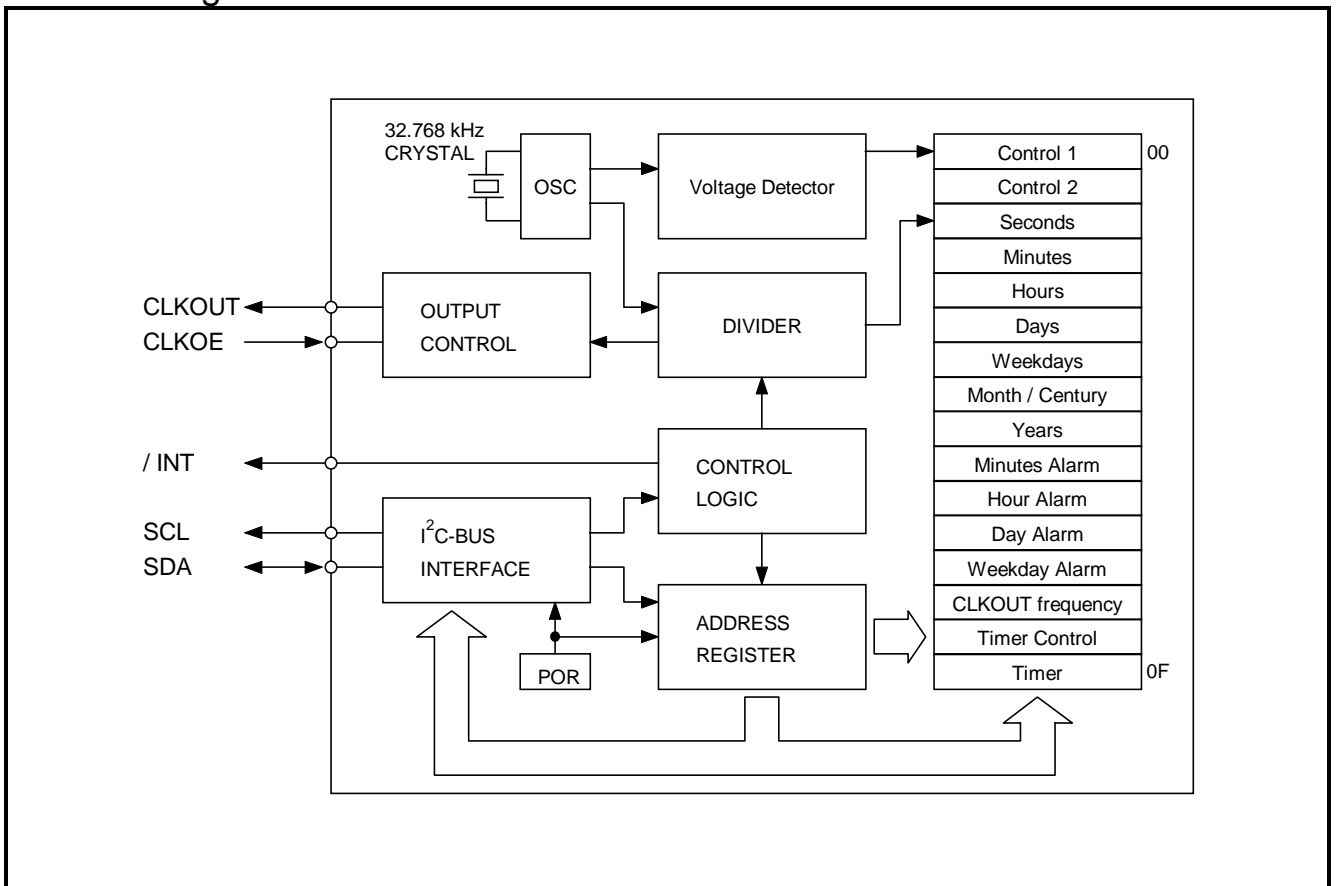 32.768 kHz
CRYSTAL
OSC
Voltage Detector
Control 1
00
Control 2
Seconds
Minutes
Hours
Days
Weekdays
Month / Century
Years
Minutes Alarm
Hour Alarm
Day Alarm
Weekday Alarm
CLKOUT frequency
Timer Control
Timer
0F
CLKOUT
CLKOE
OUTPUT
CONTROL
DIVIDER
/ INT
CONTROL
LOGIC
SCL
SDA
I²C-BUS
INTERFACE
ADDRESS
REGISTER
POR